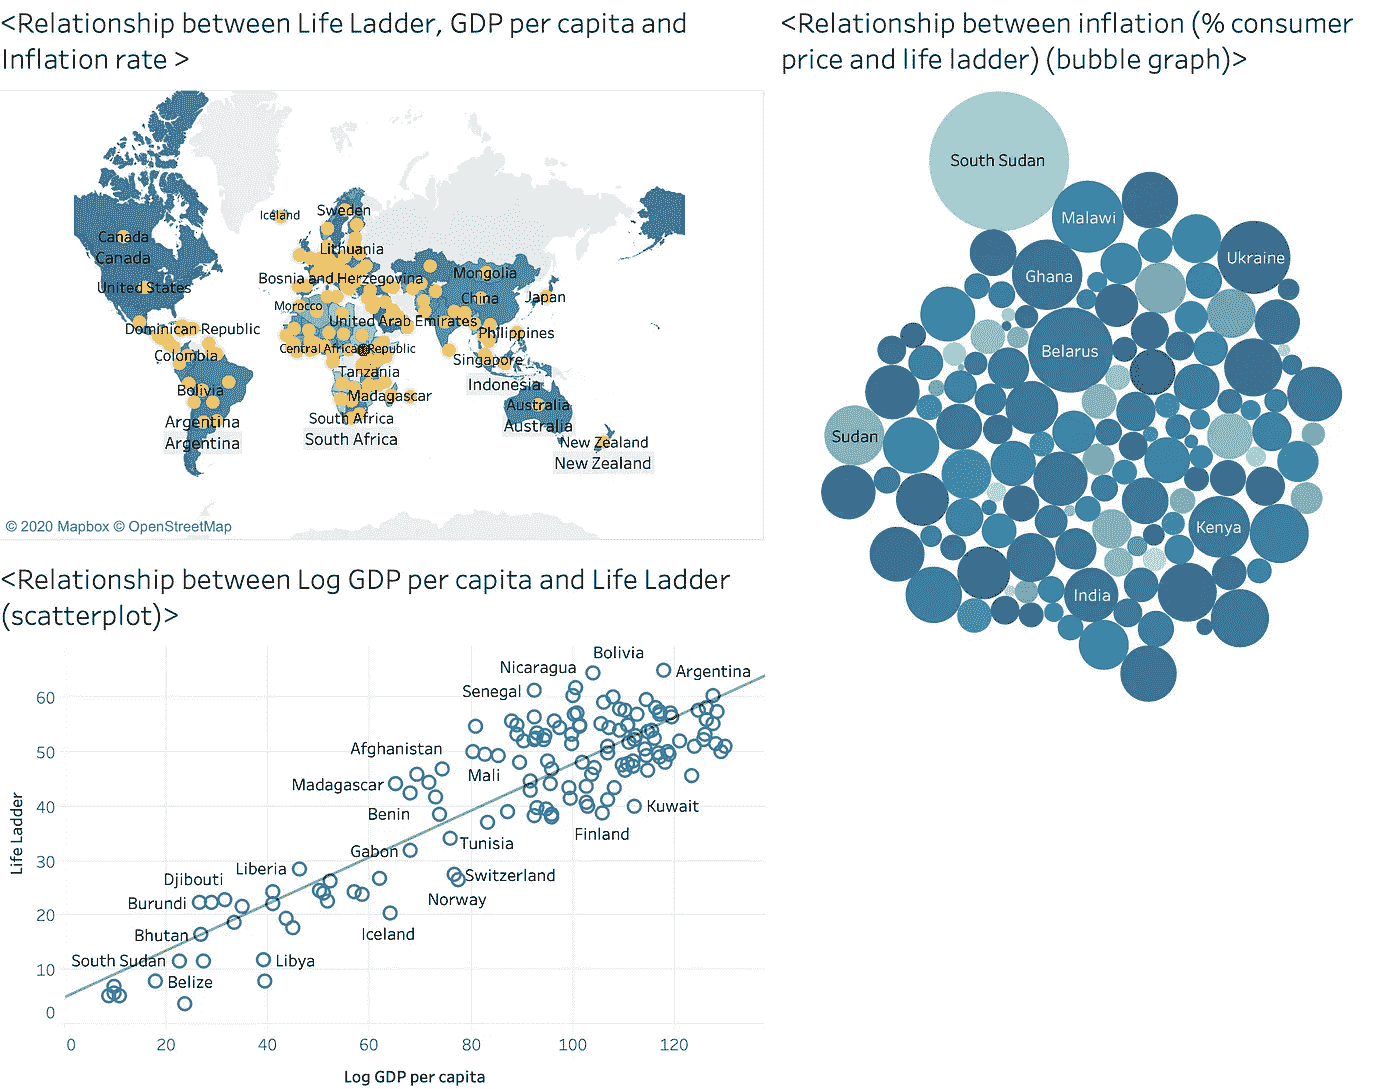 <Relationship between Life Ladder, GDP per capita and
Inflation rate >
Iceland
Sweden
Canada
Canada
Lithuania
United States
Bosnia and Herzegovina
Mongolia
China
Japan
Morocco
Dominican Republic
United Arab Emirates
Philippines
Colombia
Central African Republic
Singapore
Tanzania
Indonesia
Bolivia
Madagascar
Australia
Argentina
South Africa
Australia
Argentina
South Africa
New Zealand
New Zealand
© 2020 Mapbox © OpenStreetMap
<Relationship between inflation (% consumer
price and life ladder) (bubble graph)>
South Sudan
Malawi
Ukraine
Ghana
Belarus
Sudan
Kenya
India
<Relationship between Log GDP per capita and Life Ladder
(scatterplot)>
Bolivia
Nicaragua
Argentina
Senegal
60
Afghanistan
50
Mali
Madagascar
Kuwait
40
Benin
Finland
Tunisia
Gabon
30
Liberia
Switzerland
Djibouti
Burundi
Norway
20
Bhutan
Iceland
South Sudan
Libya
10
Belize
0
Life Ladder
0 20 40 60 80 100 120
Log GDP per capita